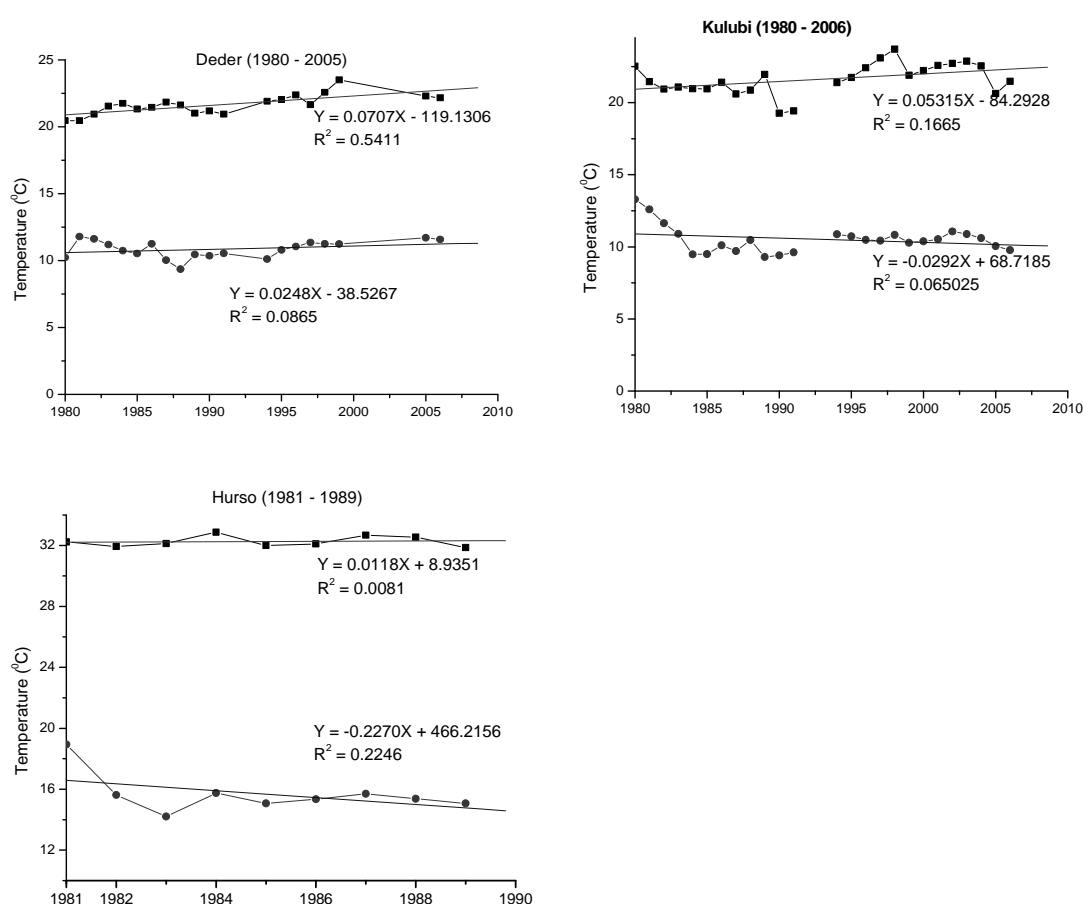 Deder (1980 - 2005)
Temperature (⁰C)
25
20
15
10
5
0
Y = 0.0707X - 119.1306
R² = 0.5411
Y = 0.0248X - 38.5267
R² = 0.0865
1980 1985 1990 1995 2000 2005 2010
Kulubi (1980 - 2006)
Temperature (⁰C)
20
15
10
5
0
Y = 0.05315X - 84.2928
R² = 0.1665
Y = -0.0292X + 68.7185
R² = 0.065025
1980 1985 1990 1995 2000 2005 2010
Hurso (1981 - 1989)
Temperature (⁰C)
32
28
24
20
16
12
Y = 0.0118X + 8.9351
R² = 0.0081
Y = -0.2270X + 466.2156
R² = 0.2246
1981 1982 1984 1986 1988 1990